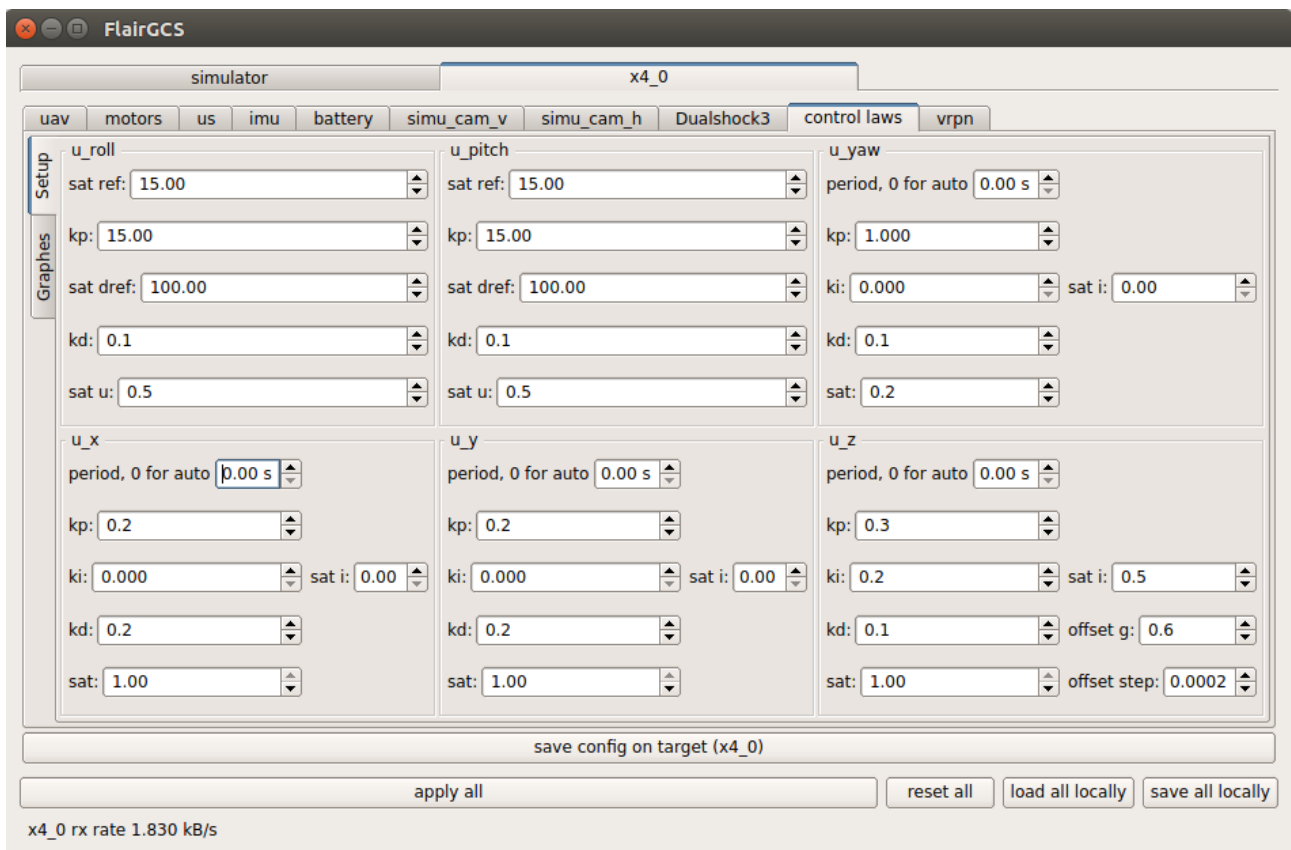 FlairGCS
simulator x4_0
uav motors us imu battery simu_cam_v simu_cam_h Dualshock3 control laws vrpn
Setup
Graphes
u_roll
sat ref: 15.00
kp: 15.00
sat dref: 100.00
kd: 0.1
sat u: 0.5
u_pitch
sat ref: 15.00
kp: 15.00
sat dref: 100.00
kd: 0.1
sat u: 0.5
u_yaw
period, 0 for auto 0.00 s
kp: 1.000
ki: 0.000 sat i: 0.00
kd: 0.1
sat: 0.2
u_x
period, 0 for auto 0.00 s
kp: 0.2
ki: 0.000 sat i: 0.00
kd: 0.2
sat: 1.00
u_y
period, 0 for auto 0.00 s
kp: 0.2
ki: 0.000 sat i: 0.00
kd: 0.2
sat: 1.00
u_z
period, 0 for auto 0.00 s
kp: 0.3
ki: 0.2 sat i: 0.5
kd: 0.1 offset g: 0.6
sat: 1.00 offset step: 0.0002
save config on target (x4_0)
apply all reset all load all locally save all locally
x4_0 rx rate 1.830 kB/s